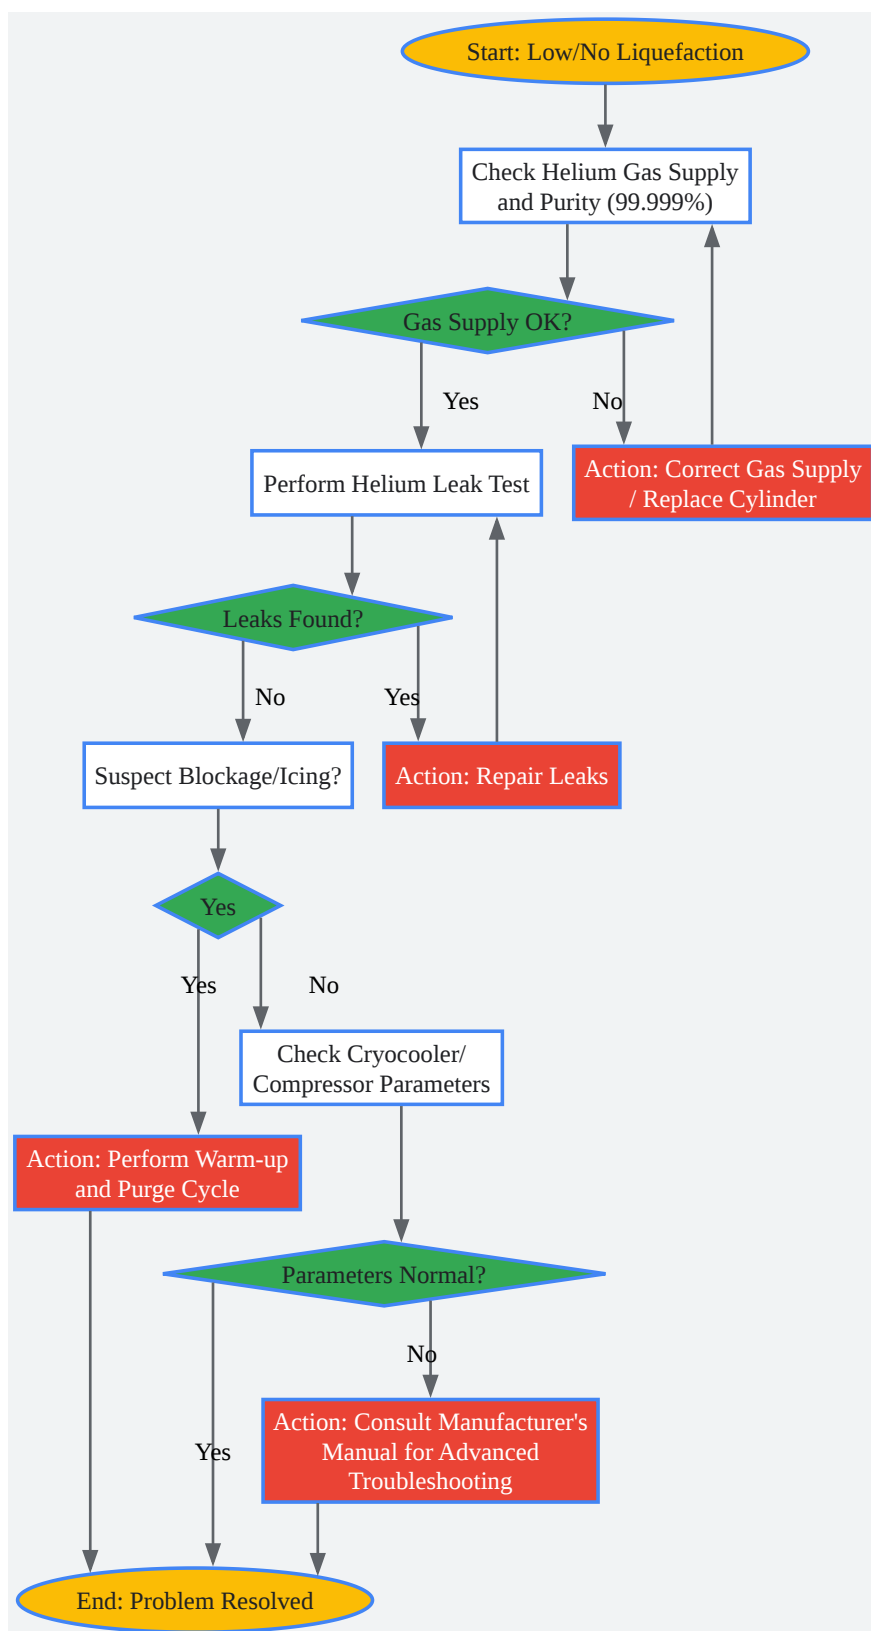 Start: Low/No Liquefaction
Check Helium Gas Supply
and Purity (99.999%)
Gas Supply OK?
Yes
No
Action: Correct Gas Supply
/ Replace Cylinder
Perform Helium Leak Test
Leaks Found?
No
Yes
Suspect Blockage/Icing?
Action: Repair Leaks
Yes
Yes
No
Check Cryocooler/
Compressor Parameters
Action: Perform Warm-up
and Purge Cycle
Parameters Normal?
No
Action: Consult Manufacturer's
Manual for Advanced
Troubleshooting
Yes
End: Problem Resolved